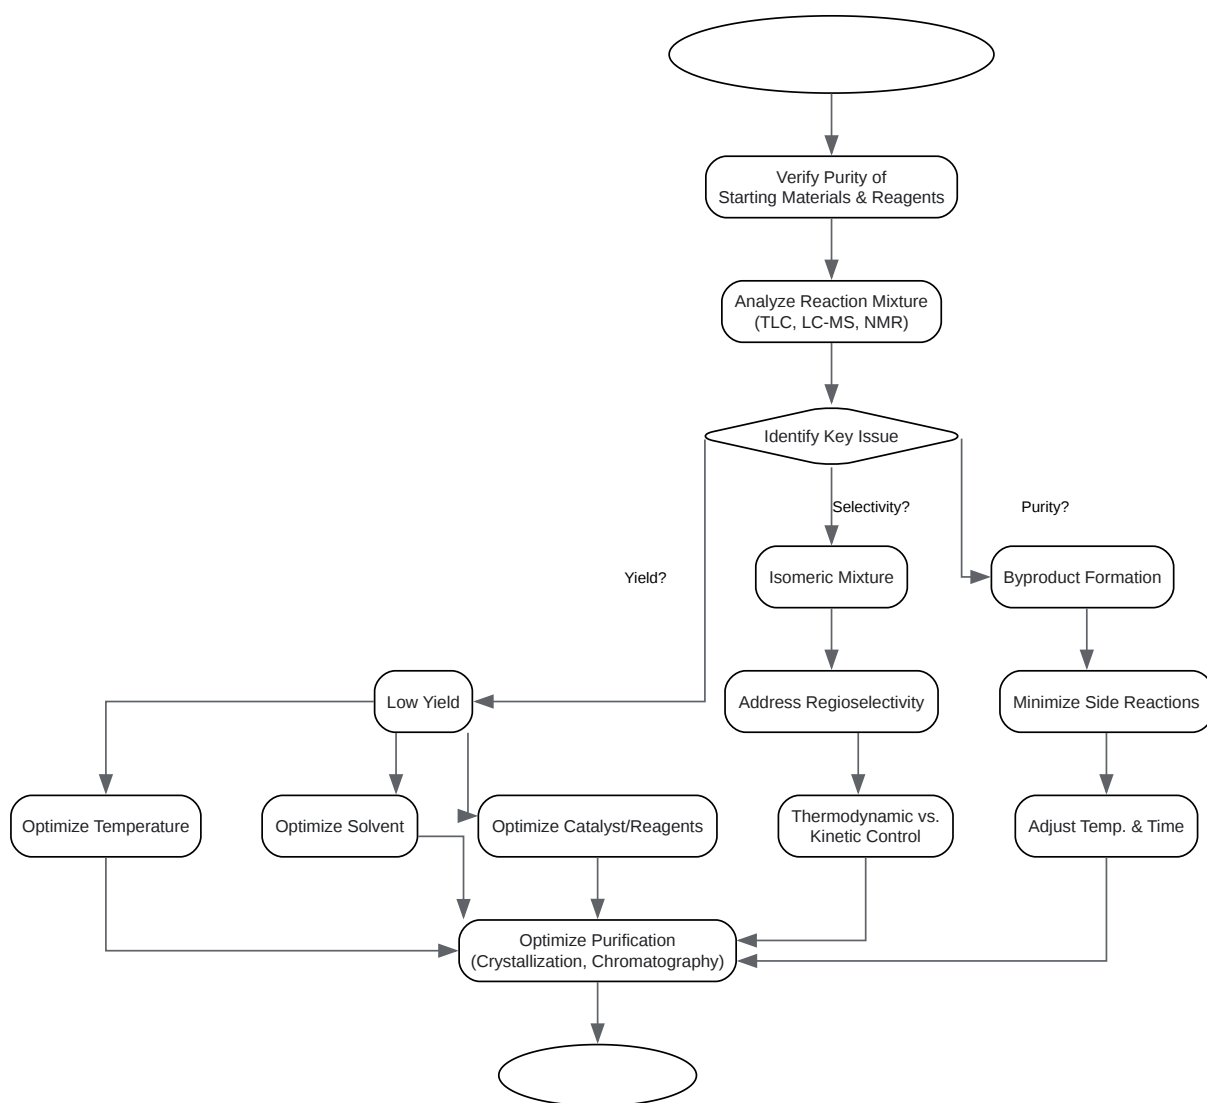 Verify Purity of
Starting Materials & Reagents
Analyze Reaction Mixture
(TLC, LC-MS, NMR)
Identify Key Issue
Selectivity?
Purity?
Yield?
Isomeric Mixture
Byproduct Formation
Low Yield
Address Regioselectivity
Minimize Side Reactions
Optimize Temperature
Optimize Solvent
Optimize Catalyst/Reagents
Thermodynamic vs.
Kinetic Control
Adjust Temp. & Time
Optimize Purification
(Crystallization, Chromatography)